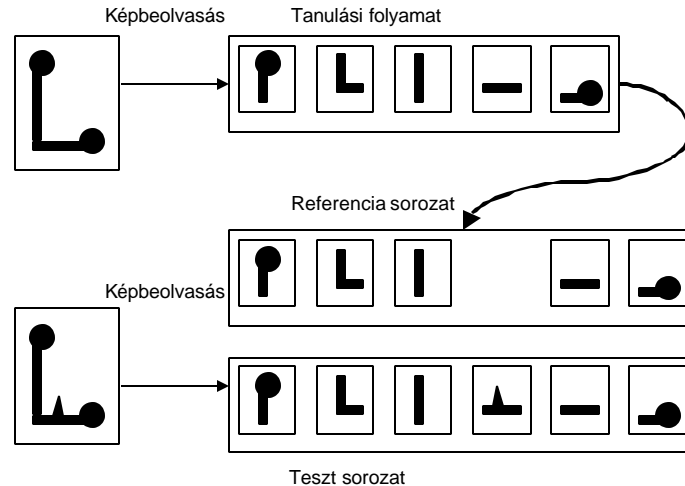 Képbeolvasás
Tanulási folyamat
Referencia sorozat
Képbeolvasás
Teszt sorozat